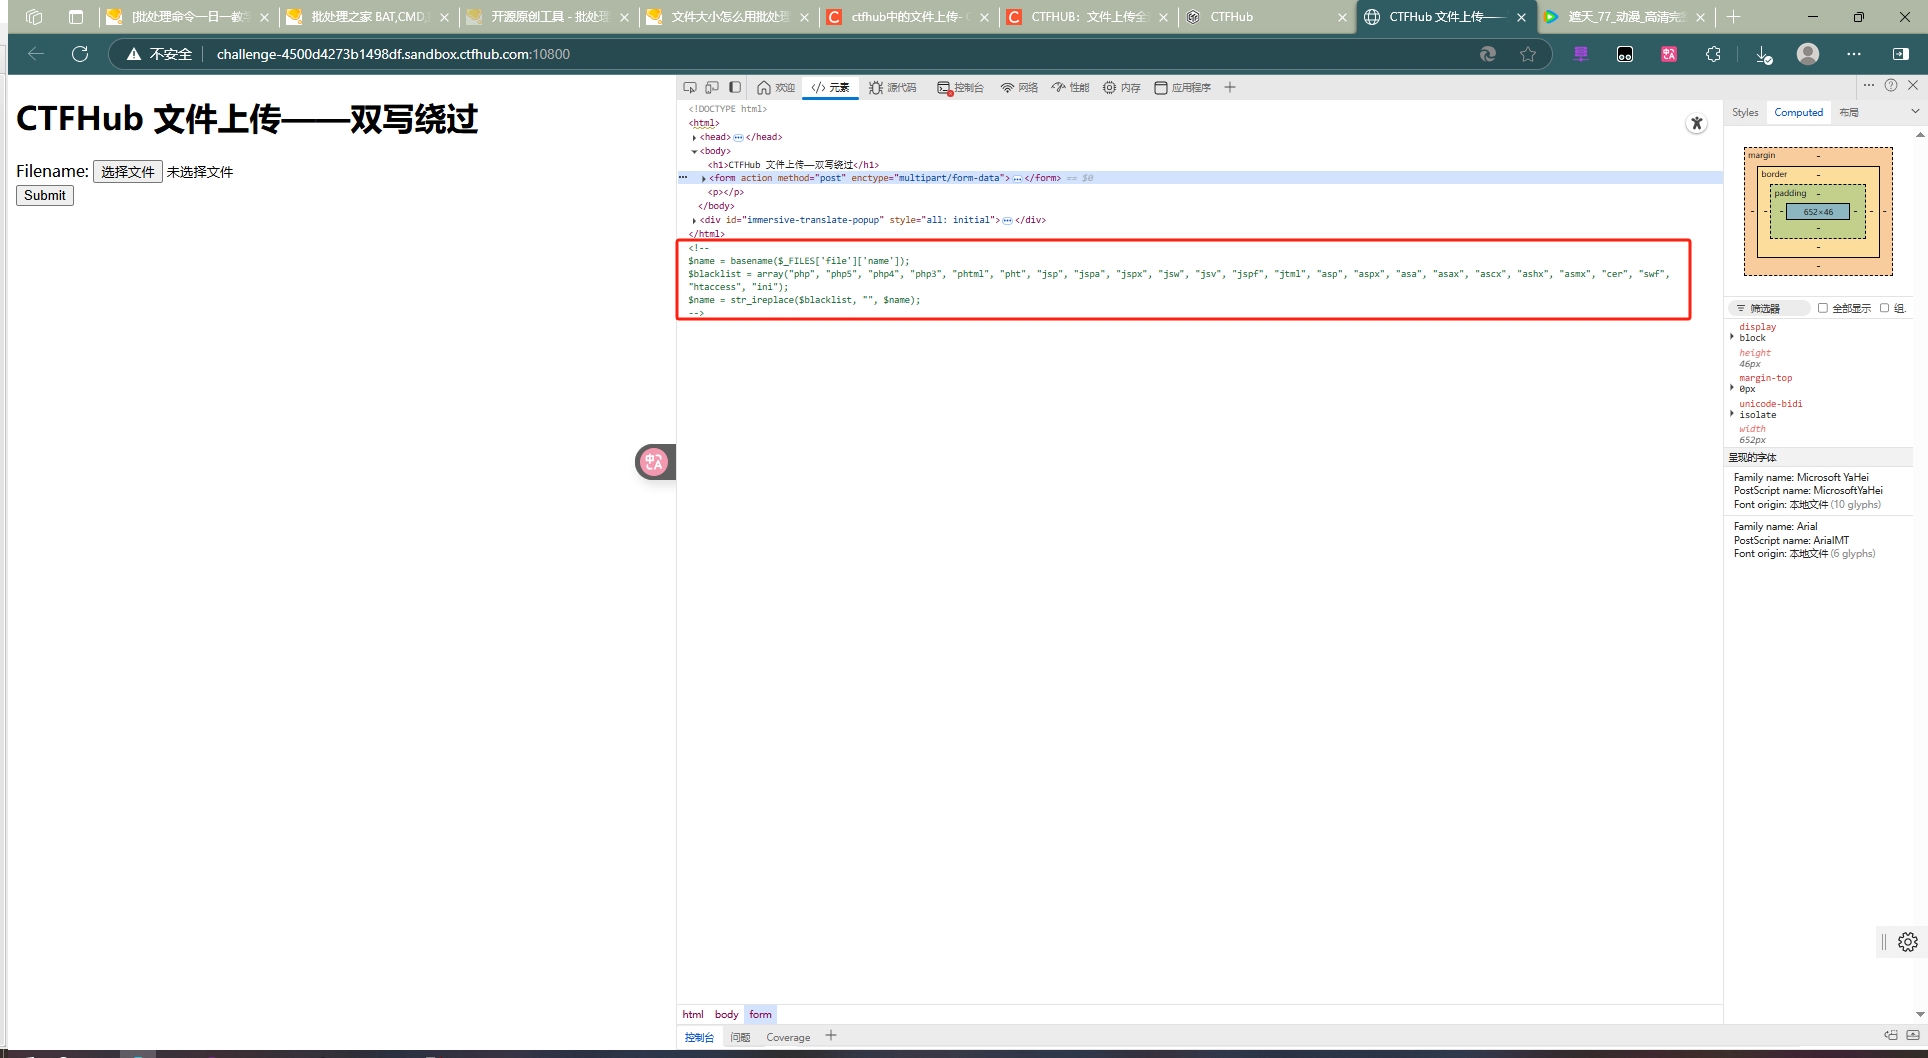 [批处理命令一日一教学
批处理之家 BAT,CMD,
开源原创工具 - 批处理
文件大小怎么用批处理
ctfhub中的文件上传-
CTFHUB：文件上传全
CTFHub
CTFHub 文件上传——
遮天_77_动漫_高清完
不安全
challenge-4500d4273b1498df.sandbox.ctfhub.com:10800
CTFHub 文件上传——双写绕过
Filename: 选择文件 未选择文件
Submit
欢迎
</> 元素
源代码
控制台
网络
性能
内存
应用程序
<!DOCTYPE html>
<html>
<head> </head>
<body>
<h1>CTFHub 文件上传—双写绕过</h1>
<form action method="post" enctype="multipart/form-data"> </form> == $0
<p></p>
</body>
<div id="immersive-translate-popup" style="all: initial"> </div>
</html>
<!--
$name = basename($_FILES['file']['name']);
$blacklist = array("php", "php5", "php4", "php3", "phtml", "pht", "jsp", "jspa", "jspx", "jsw", "jsv", "jspf", "jtml", "asp", "aspx", "asa", "asax", "ascx", "ashx", "asmx", "cer", "swf",
"htaccess", "ini");
$name = str_ireplace($blacklist, "", $name);
-->
Styles
Computed
布局
margin
-
border
-
padding
-
- - - 652×46 - - -
-
-
-
筛选器
全部显示
组.
display
block
height
46px
margin-top
0px
unicode-bidi
isolate
width
652px
呈现的字体
Family name: Microsoft YaHei
PostScript name: MicrosoftYaHei
Font origin: 本地文件 (10 glyphs)
Family name: Arial
PostScript name: ArialMT
Font origin: 本地文件 (6 glyphs)
html body form
控制台 问题 Coverage